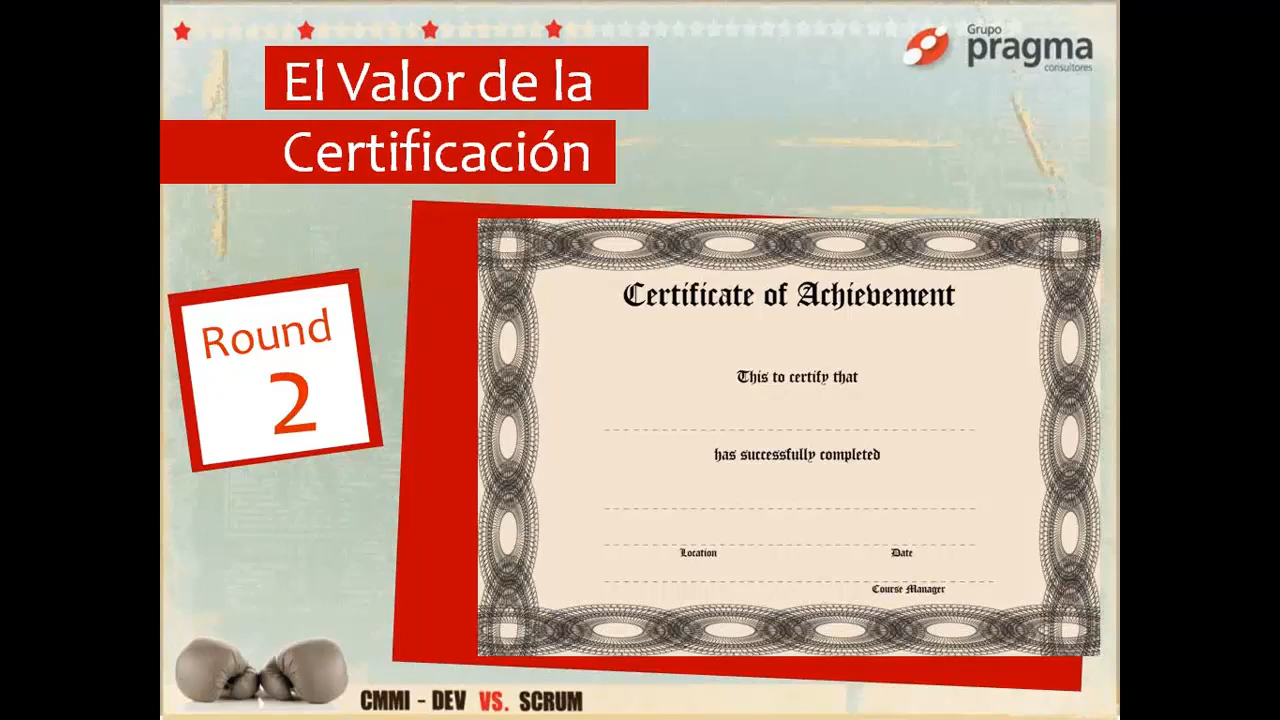 Grupo
pragma
consultores
El Valor de la
Certificación
Round
2
Certificate of Achievement
This to certify that
has successfully completed
Location Date
Course Manager
CMMI - DEV VS. SCRUM